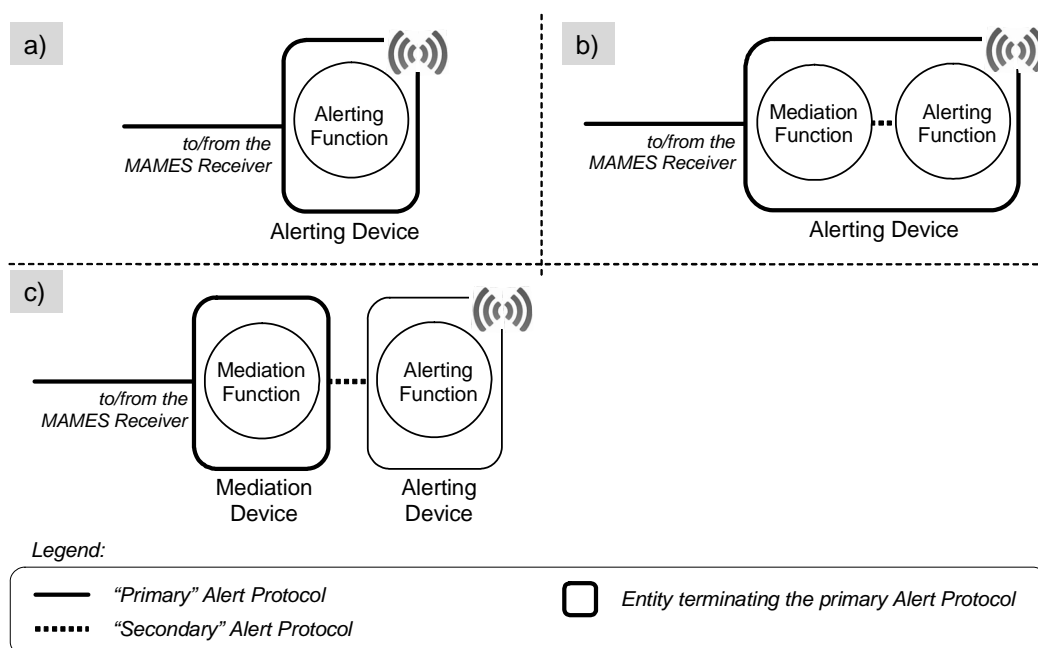 a)
Alerting
Function
to/from the
MAMES Receiver
Alerting Device
b)
Mediation
Function
Alerting
Function
to/from the
MAMES Receiver
Alerting Device
c)
Mediation
Function
Alerting
Function
to/from the
MAMES Receiver
Mediation
Device
Alerting
Device
Legend:
“Primary” Alert Protocol
“Secondary” Alert Protocol
Entity terminating the primary Alert Protocol